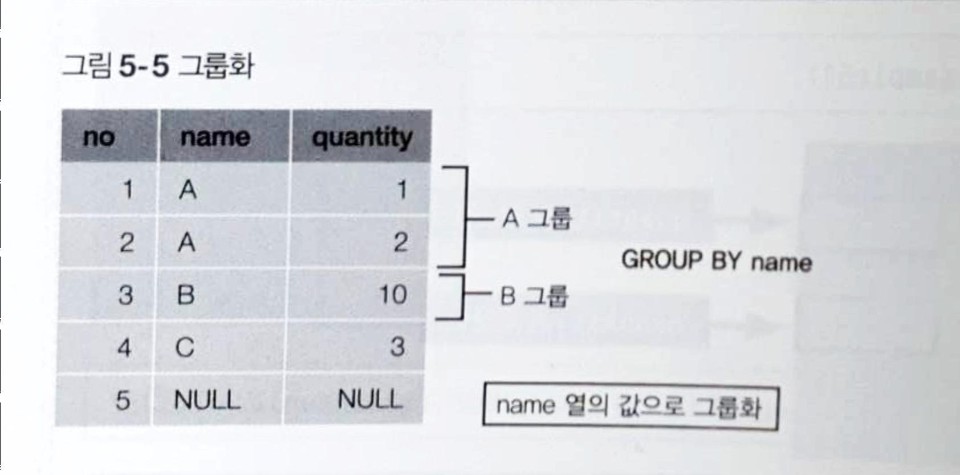 그림 5-5 그룹화
no name quantity
1 A 1
2 A 2
3 B 10
4 C 3
5 NULL NULL
A 그룹
B 그룹
GROUP BY name
name 열의 값으로 그룹화